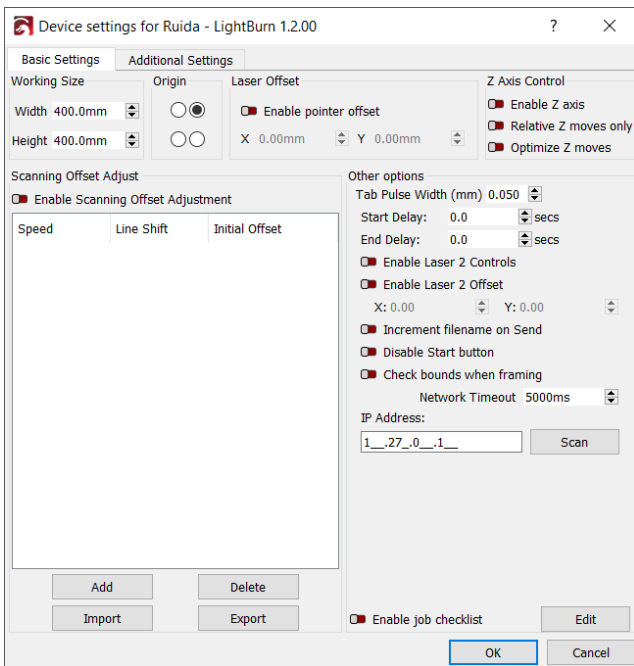 Device settings for Ruida - LightBurn 1.2.00
?
Basic Settings
Additional Settings
Working Size
Width 400.0mm
Height 400.0mm
Origin
Laser Offset
Enable pointer offset
X 0.00mm Y 0.00mm
Z Axis Control
Enable Z axis
Relative Z moves only
Optimize Z moves
Scanning Offset Adjust
Enable Scanning Offset Adjustment
Speed Line Shift Initial Offset
Add Delete
Import Export
Other options
Tab Pulse Width (mm) 0.050
Start Delay: 0.0 secs
End Delay: 0.0 secs
Enable Laser 2 Controls
Enable Laser 2 Offset
X: 0.00 Y: 0.00
Increment filename on Send
Disable Start button
Check bounds when framing
Network Timeout 5000ms
IP Address:
1__.27_.0__.1__ Scan
Enable job checklist Edit
OK Cancel